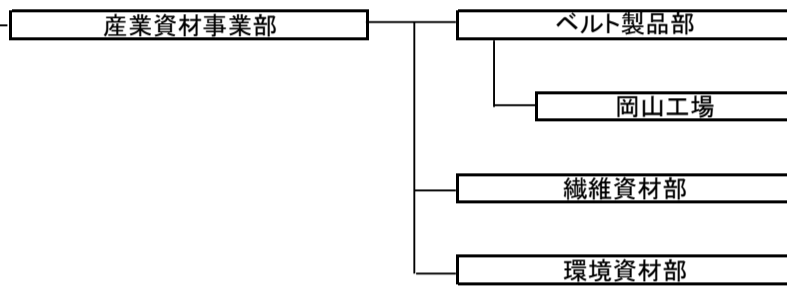 産業資材事業部
ベルト製品部
岡山工場
繊維資材部
環境資材部